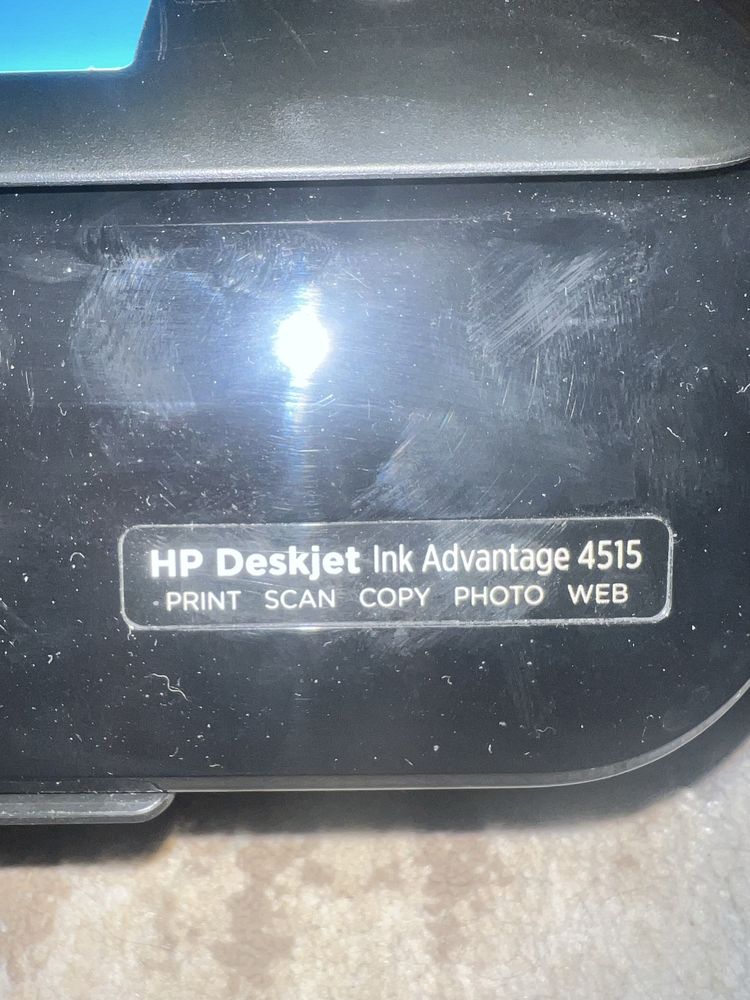 HP Deskjet Ink Advantage 4515
PRINT SCAN COPY PHOTO WEB